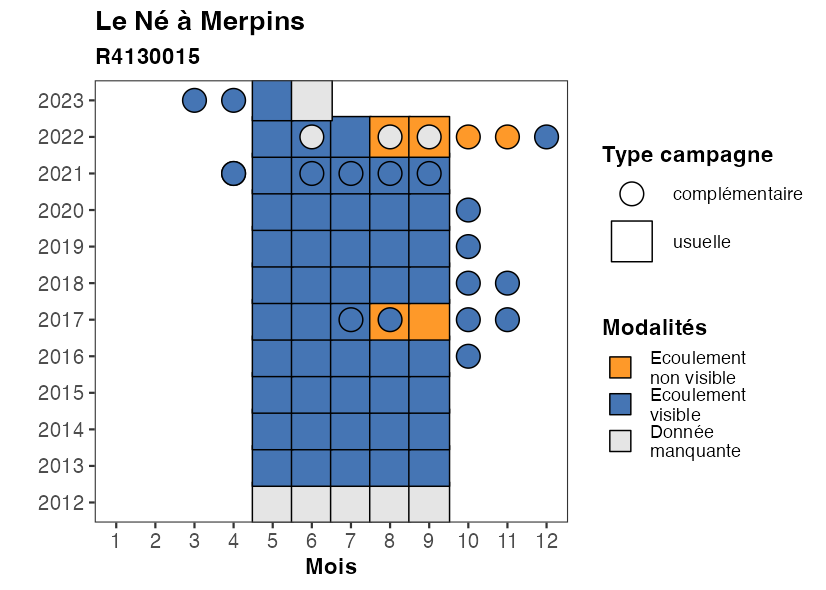 Le Né à Merpins
R4130015
2023
2022
2021
2020
2019
2018
2017
2016
2015
2014
2013
2012
1 2 3 4 5 6 7 8 9 10 11 12
Mois
Type campagne
complémentaire
usuelle
Modalités
Ecoulement
non visible
Ecoulement
visible
Donnée
manquante